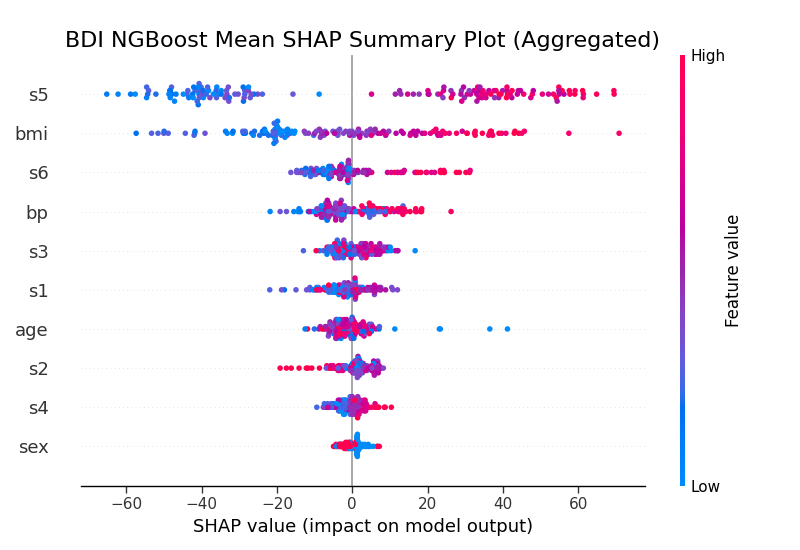 BDI NGBoost Mean SHAP Summary Plot (Aggregated)
High
s5
bmi
s6
bp
s3
s1
age
s2
s4
sex
Feature value
Low
−60
−40
−20
0
20
40
60
SHAP value (impact on model output)